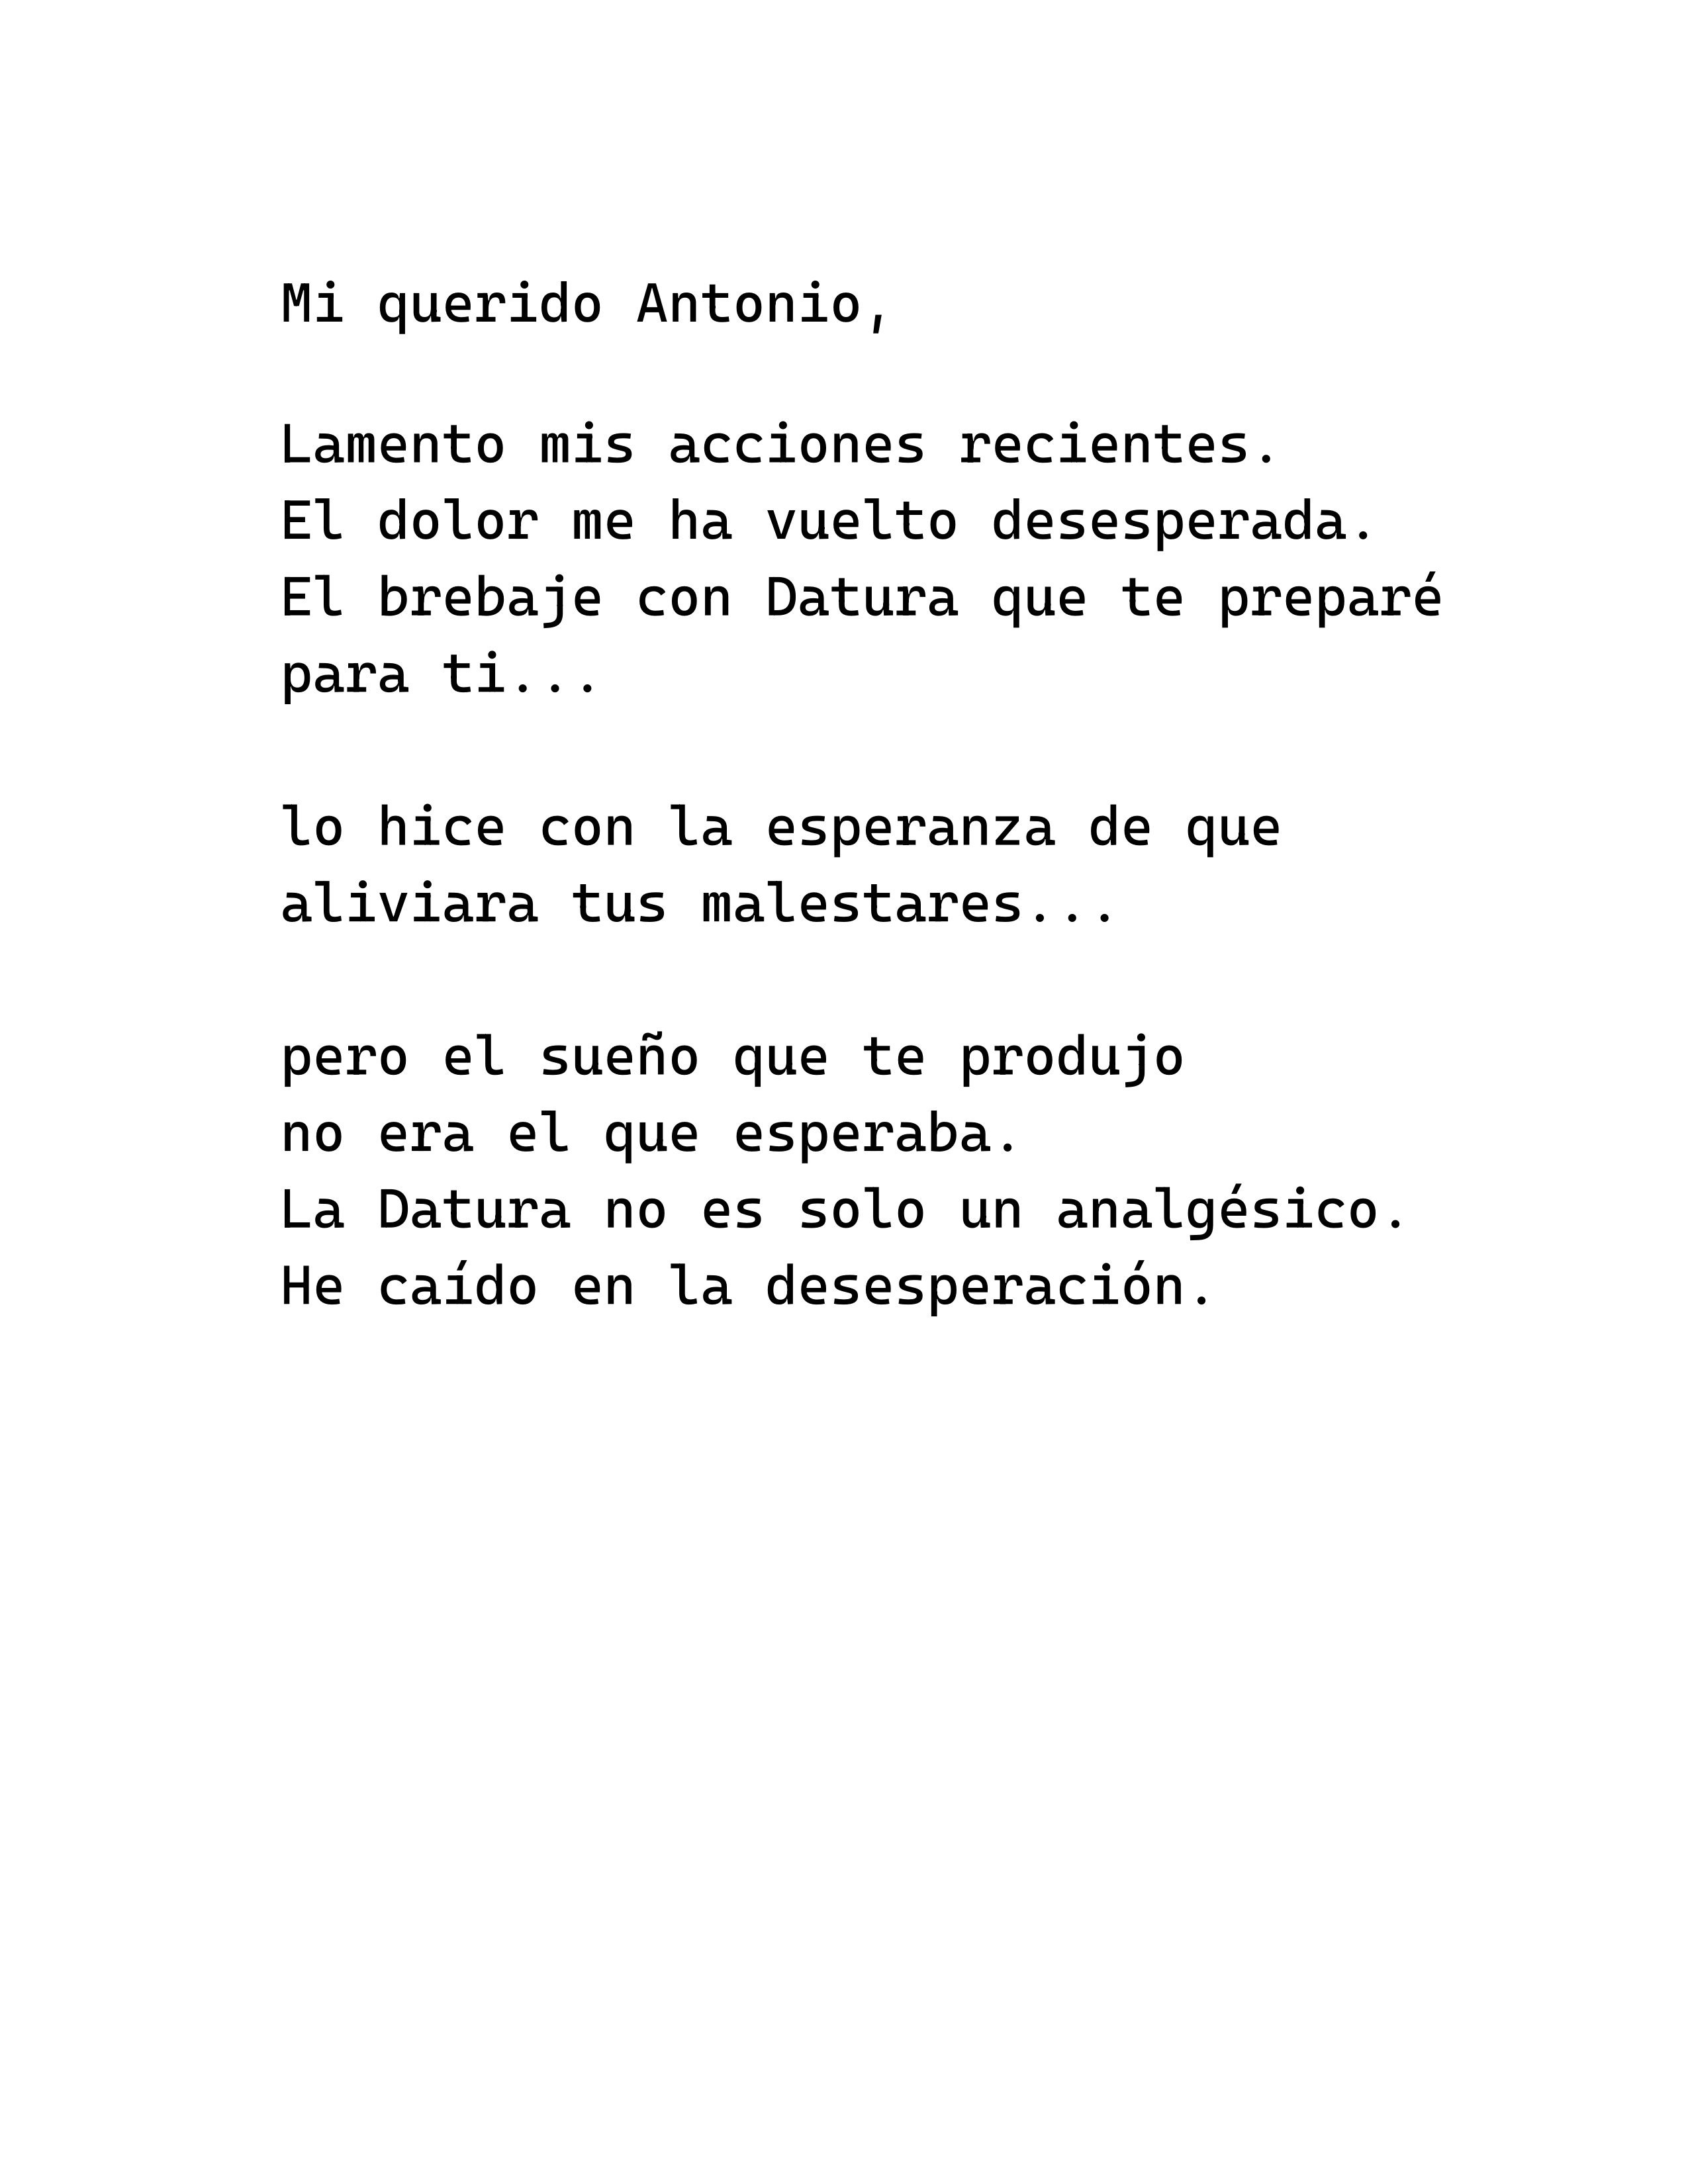 Mi querido Antonio,
Lamento mis acciones recientes.
El dolor me ha vuelto desesperada.
El brebaje con Datura que te preparé
para ti...
lo hice con la esperanza de que
aliviara tus malestares...
pero el sueño que te produjo
no era el que esperaba.
La Datura no es solo un analgésico.
He caído en la desesperación.